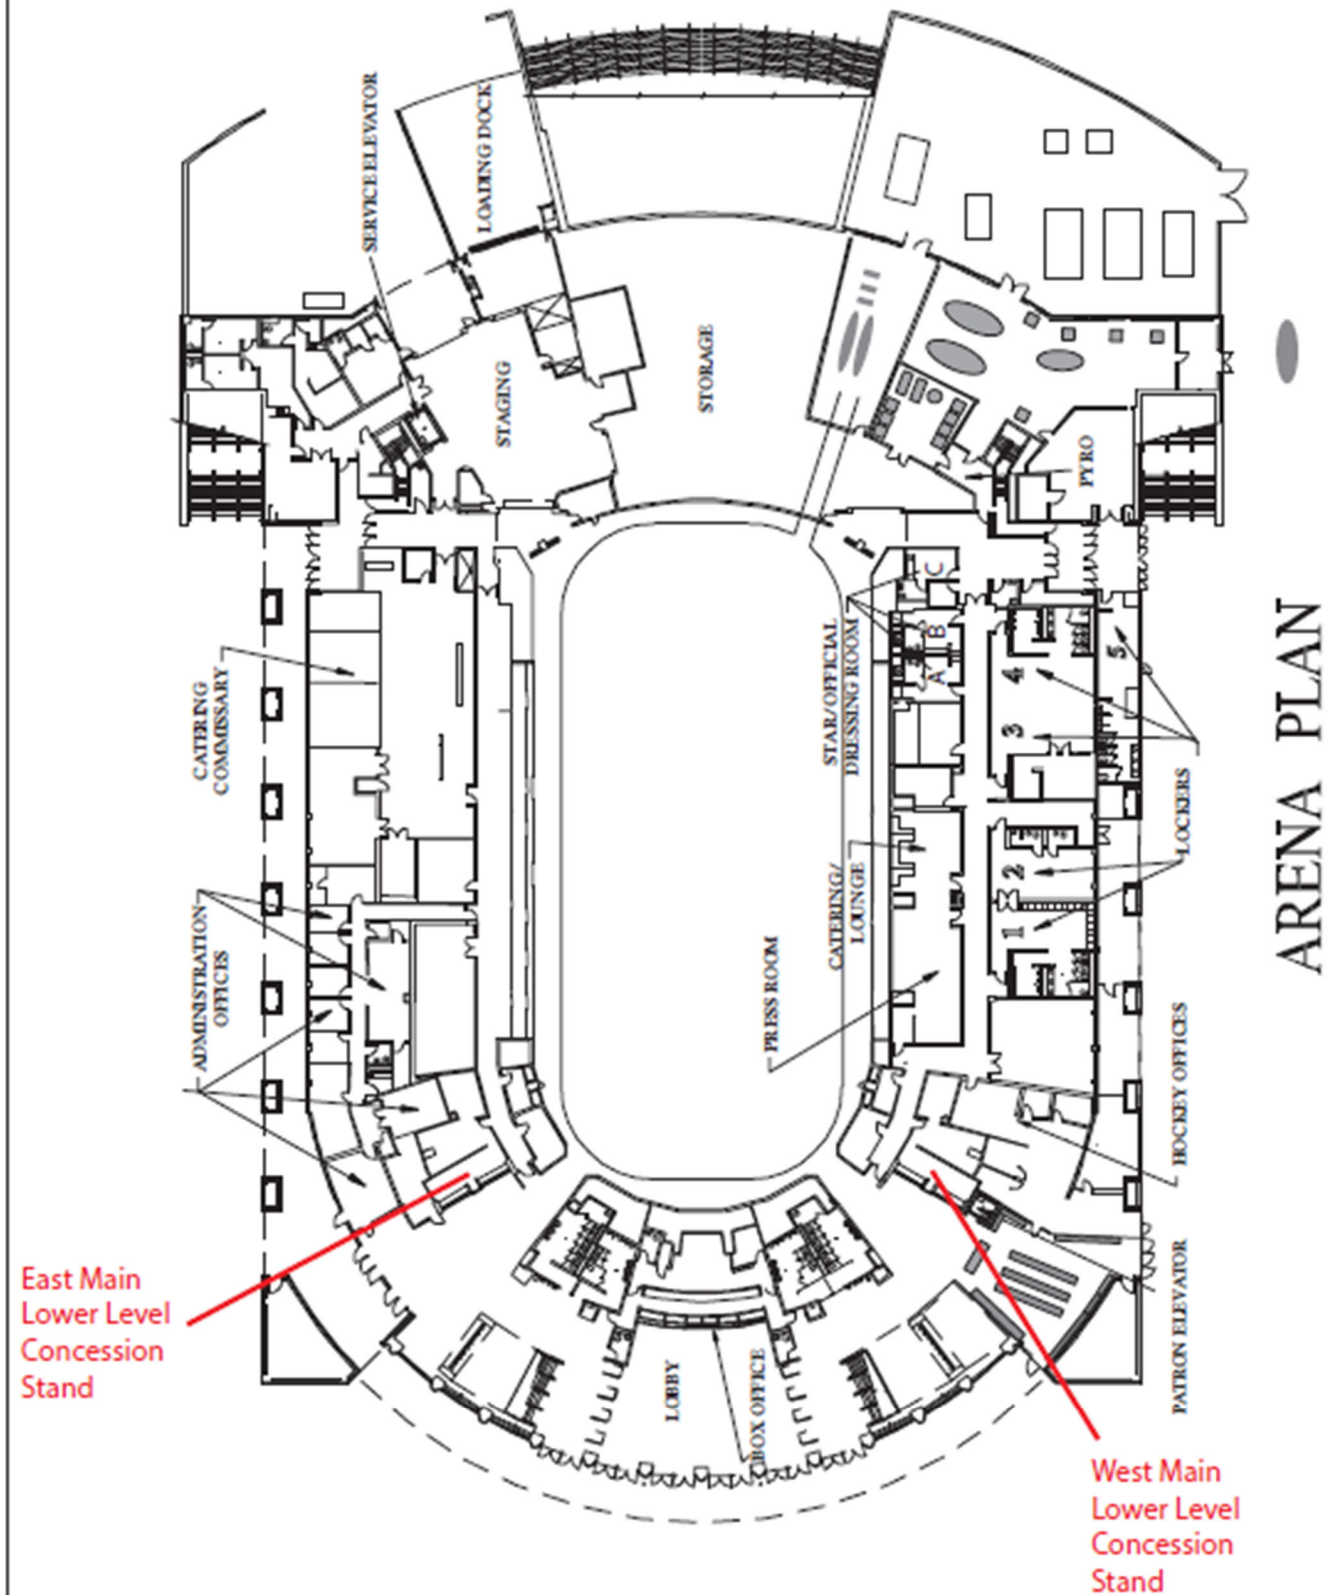 SERVICE ELEVATOR
LOADING DOCK
STAGING
STORAGE
PYRO
CATERING
COMMISSARY
STAR/OFFICIAL
DRESSING ROOM
C
B
A
5
4
3
2
1
LOCKERS
ADMINISTRATION
OFFICES
CATERING/
LOUNGE
PRESS ROOM
HOCKEY OFFICES
PATRON ELEVATOR
LOBBY
BOX OFFICE
East Main
Lower Level
Concession
Stand
West Main
Lower Level
Concession
Stand
ARENA PLAN